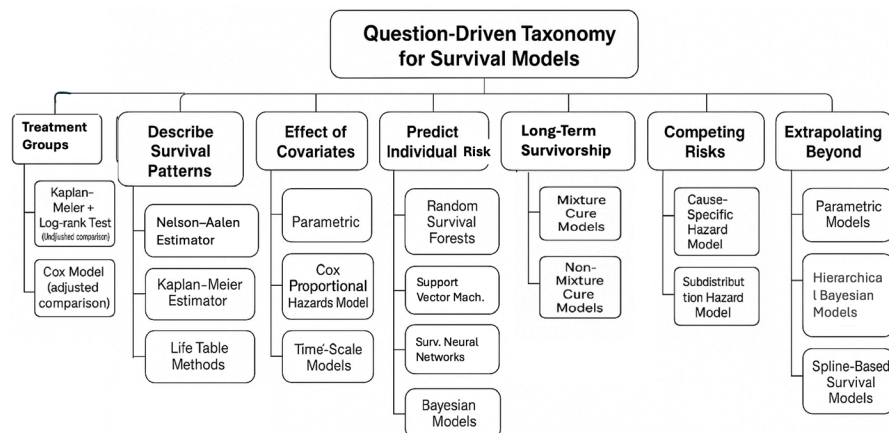 Question-Driven Taxonomy
for Survival Models
Treatment
Groups
Kaplan-
Meler +
Log-rank Test
(Undjushed comparison)
Cox Model
(adjusted
comparison)
Describe
Survival
Patterns
Nelson–Aalen
Estimator
Kaplan-Meier
Estimator
Life Table
Methods
Effect of
Covariates
Parametric
Cox
Proportional
Hazards Model
Time-Scale
Models
Predict
Individual Risk
Random
Survival
Forests
Support
Vector Mach.
Surv. Neural
Networks
Bayesian
Models
Long-Term
Survivorship
Mixture
Cure
Models
Non-
Mixture
Cure Models
Competing
Risks
Cause-
Specific
Hazard
Model
Subdistribut
tion Hazard
Model
Extrapolating
Beyond
Parametric
Models
Hierarchica
l Bayesian
Models
Spline-Based
Survival
Models